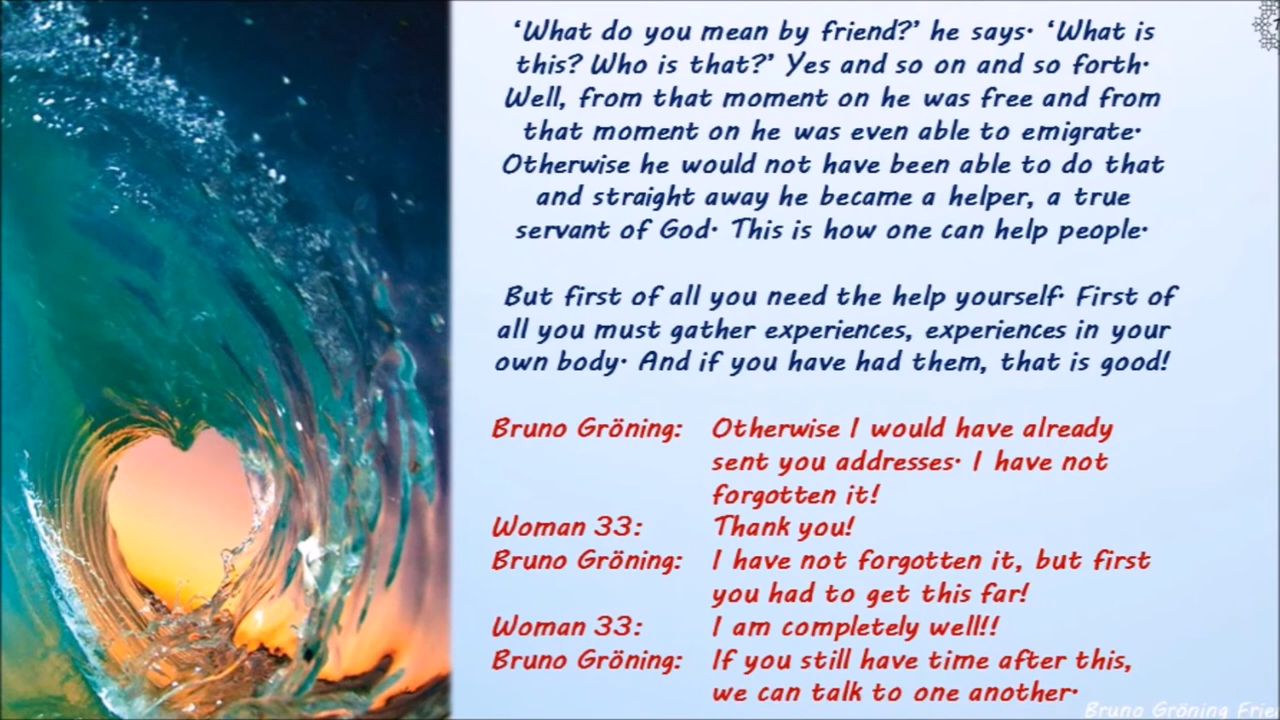 ‘What do you mean by friend?’ he says. ‘What is
this? Who is that?’ Yes and so on and so forth.
Well, from that moment on he was free and from
that moment on he was even able to emigrate.
Otherwise he would not have been able to do that
and straight away he became a helper, a true
servant of God. This is how one can help people.
But first of all you need the help yourself. First of
all you must gather experiences, experiences in your
own body. And if you have had them, that is good!
Bruno Gröning: Otherwise I would have already
sent you addresses. I have not
forgotten it!
Woman 33: Thank you!
Bruno Gröning: I have not forgotten it, but first
you had to get this far!
Woman 33: I am completely well!!
Bruno Gröning: If you still have time after this,
we can talk to one another.
Bruno Gröning